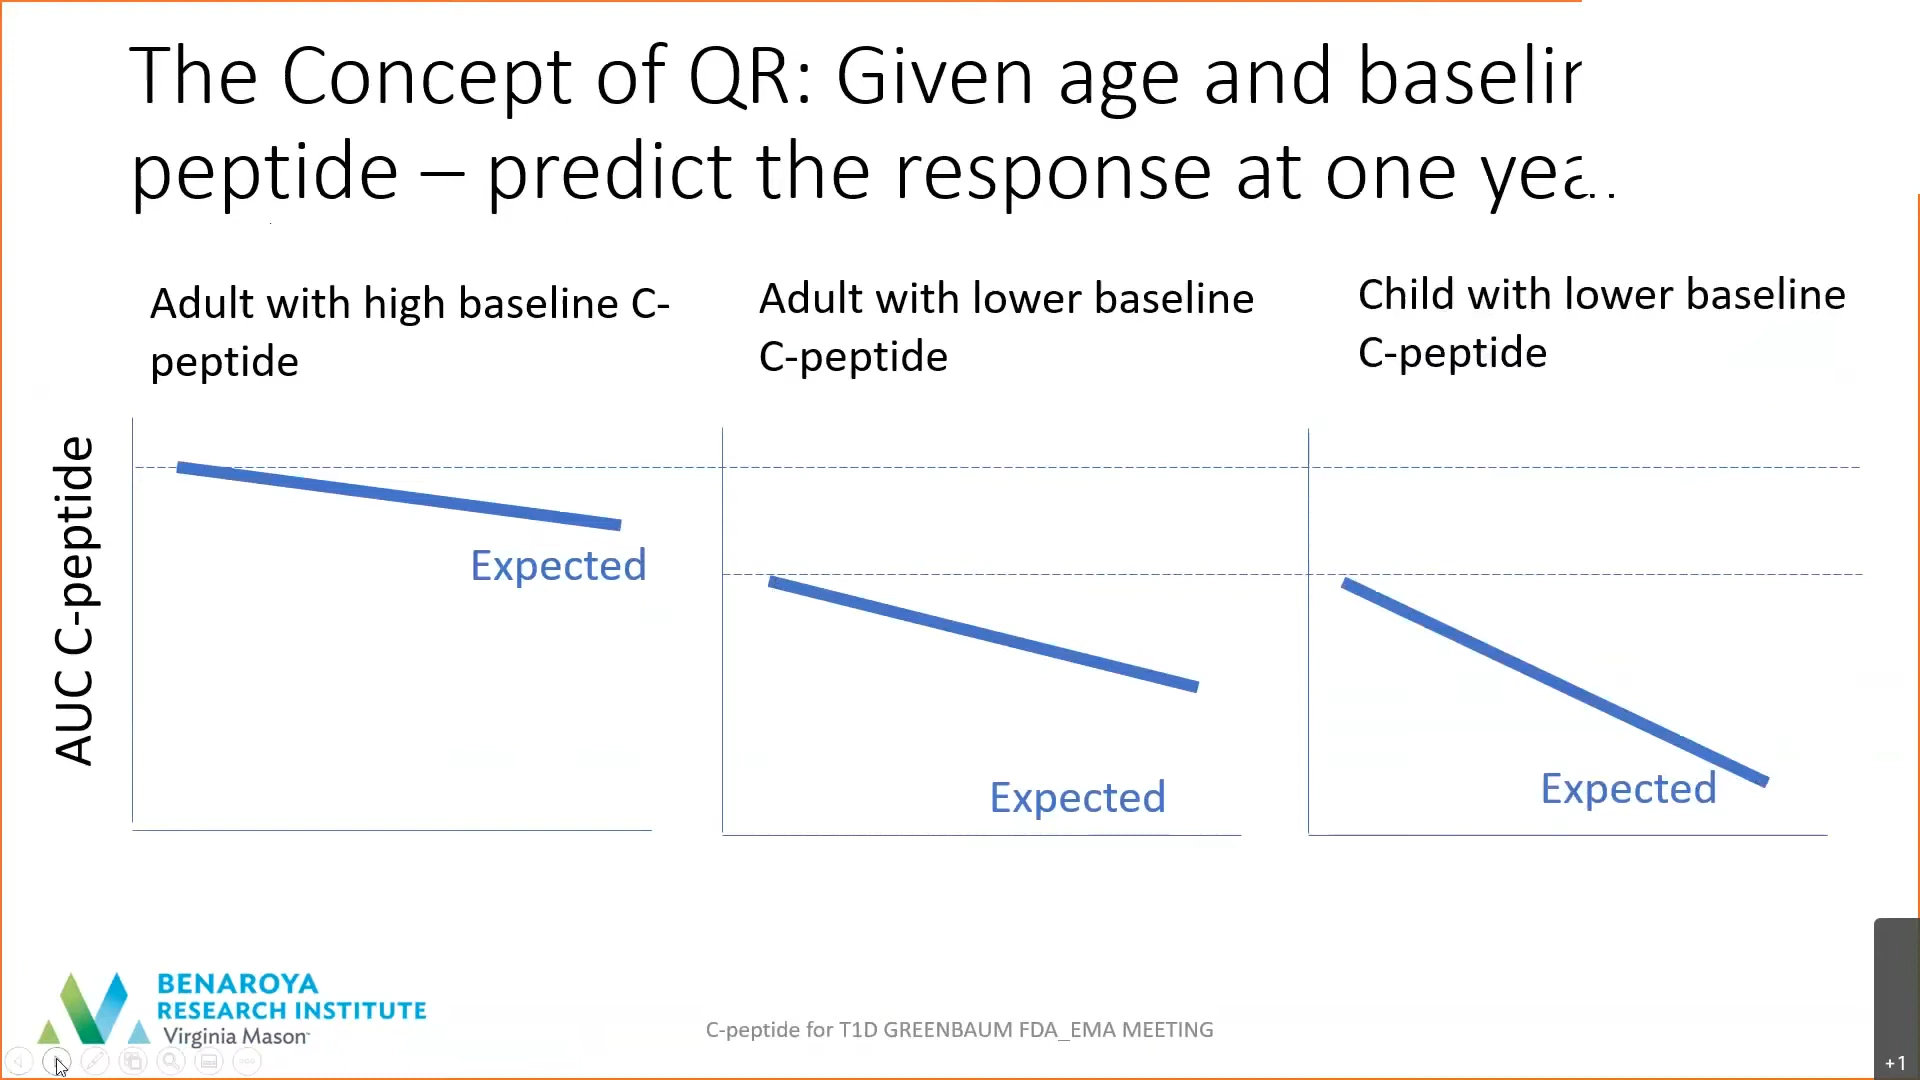 The Concept of QR: Given age and baselin
peptide – predict the response at one year.
Adult with high baseline C-
peptide
Adult with lower baseline
C-peptide
Child with lower baseline
C-peptide
AUC C-peptide
Expected
Expected
Expected
BENAROYA
RESEARCH INSTITUTE
Virginia Mason
C-peptide for T1D GREENBAUM FDA_EMA MEETING
+1